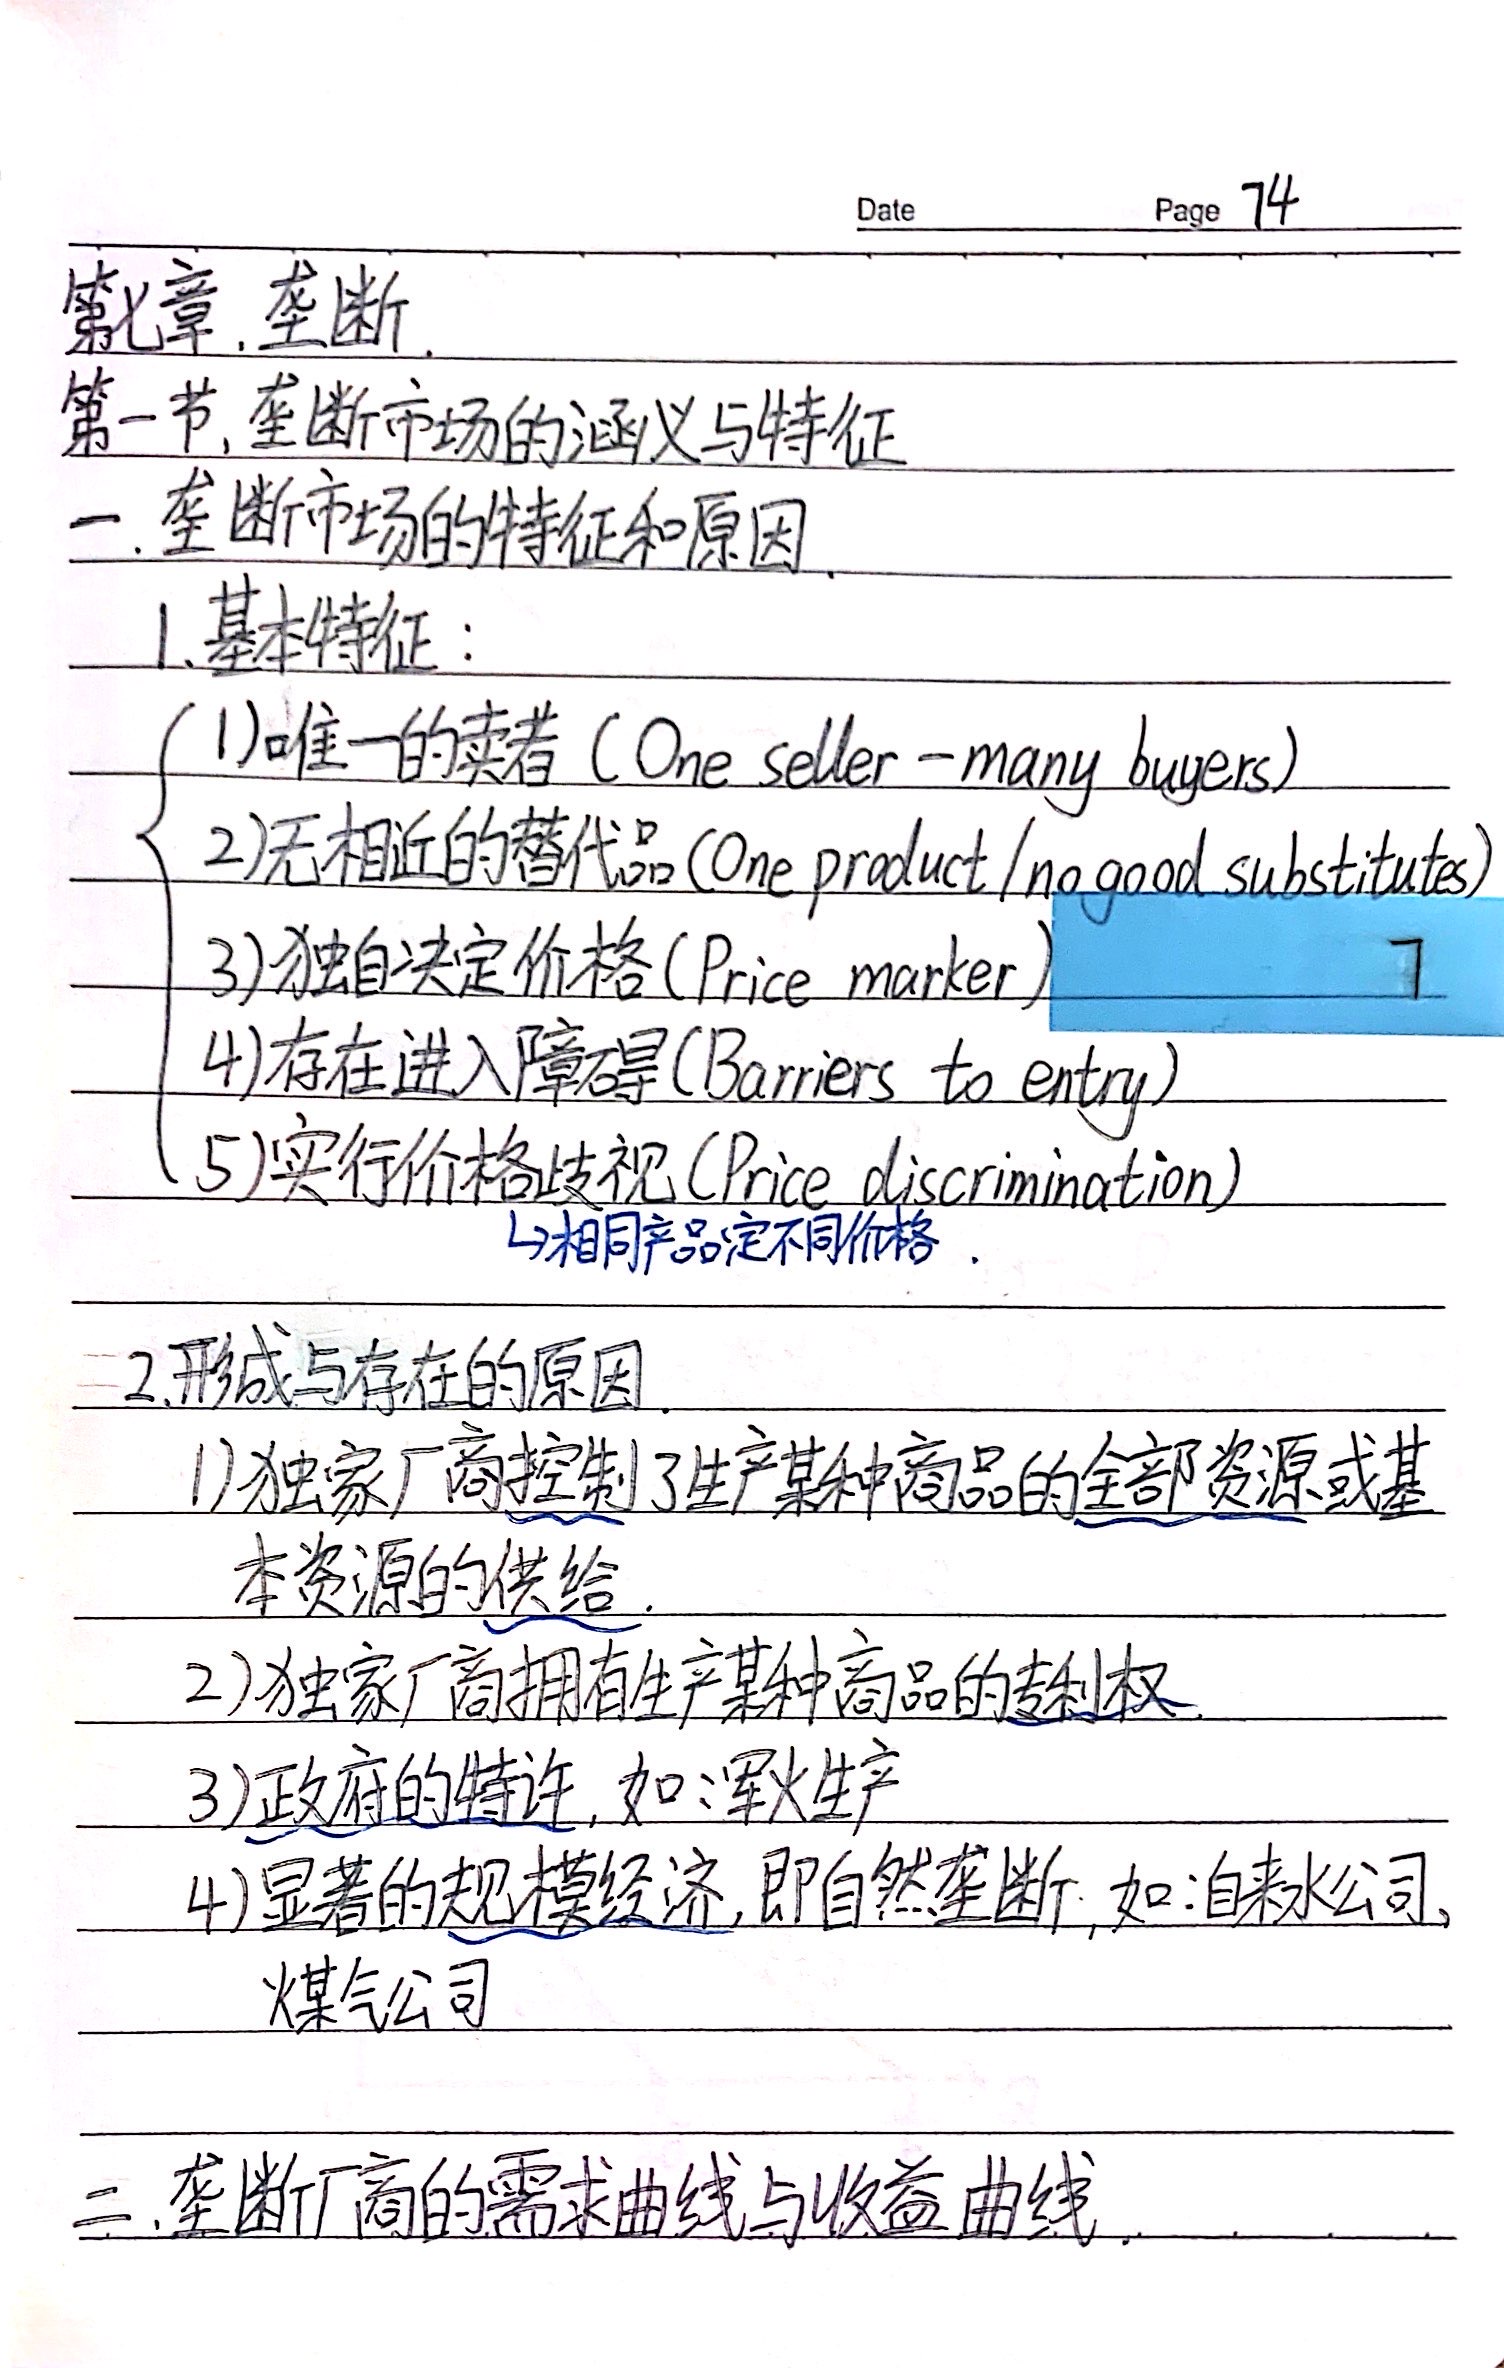 Date Page 74
第七章. 垄断.
第一节, 垄断市场的涵义与特征
一. 垄断市场的特征和原因.
1. 基本特征:
1)唯一的卖者 (One seller – many buyers)
2)无相近的替代品(One product / no good substitutes)
3)独自决定价格(Price marker) 7
4)存在进入障碍(Barriers to entry)
5)实行价格歧视(Price discrimination)
↳相同产品定不同价格.
2.形成与存在的原因.
1)独家厂商控制了生产某种商品的全部资源或基
本资源的供给.
2)独家厂商拥有生产某种商品的专利权.
3)政府的特许, 如:军火生产
4)显著的规模经济, 即自然垄断, 如:自来水公司、
煤气公司
二. 垄断厂商的需求曲线与收益曲线.